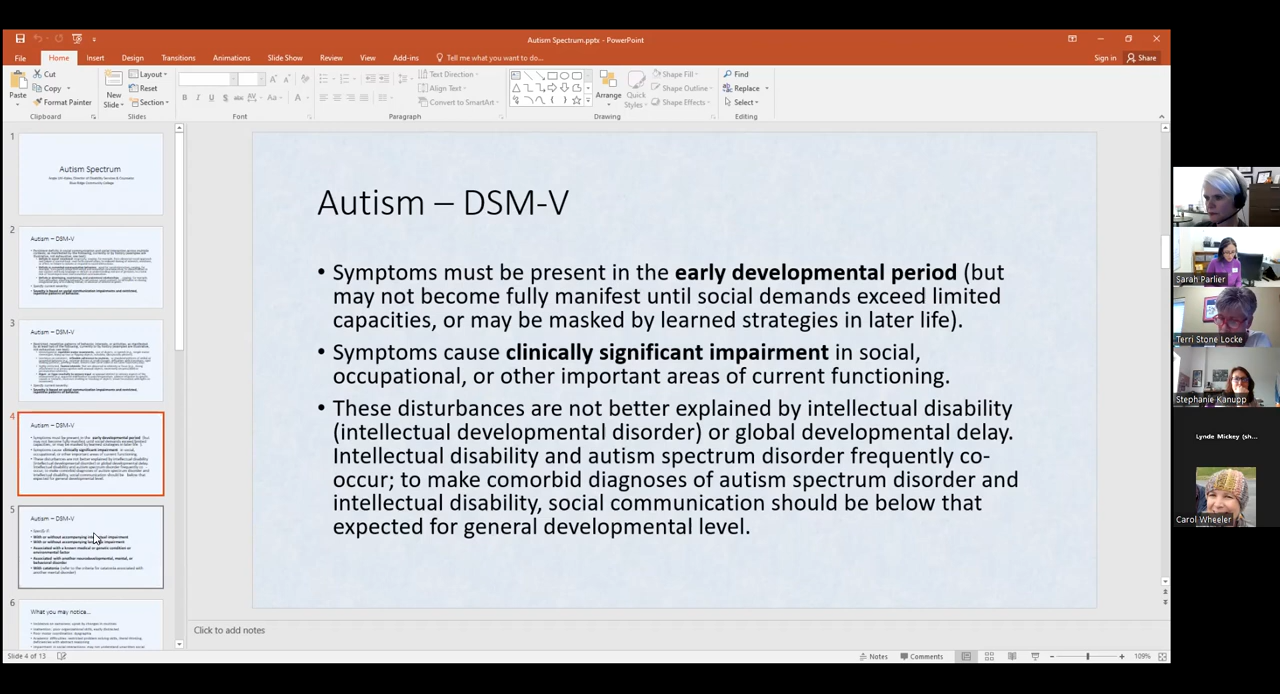 Autism Spectrum.pptx - PowerPoint
File Home Insert Design Transitions Animations Slide Show Review View Add-ins Tell me what you want to do... Sign in Share
Cut
Copy
Format Painter
Paste
Clipboard
New Slide
Layout
Reset
Section
Slides
Font
Text Direction
Align Text
Convert to SmartArt
Paragraph
Arrange
Quick Styles
Shape Fill
Shape Outline
Shape Effects
Drawing
Find
Replace
Select
Editing
1
Autism Spectrum
2
Autism – DSM-V
3
Autism – DSM-V
4
Autism – DSM-V
5
Autism – DSM-V
6
What you may notice...
Autism – DSM-V
• Symptoms must be present in the early developmental period (but
may not become fully manifest until social demands exceed limited
capacities, or may be masked by learned strategies in later life).
• Symptoms cause clinically significant impairment in social,
occupational, or other important areas of current functioning.
• These disturbances are not better explained by intellectual disability
(intellectual developmental disorder) or global developmental delay.
Intellectual disability and autism spectrum disorder frequently co-
occur; to make comorbid diagnoses of autism spectrum disorder and
intellectual disability, social communication should be below that
expected for general developmental level.
Click to add notes
Slide 4 of 13
Notes
Comments
109%
Sarah Parlier
Terri Stone Locke
Stephanie Kanupp
Lynde Mickey (sh...
Carol Wheeler